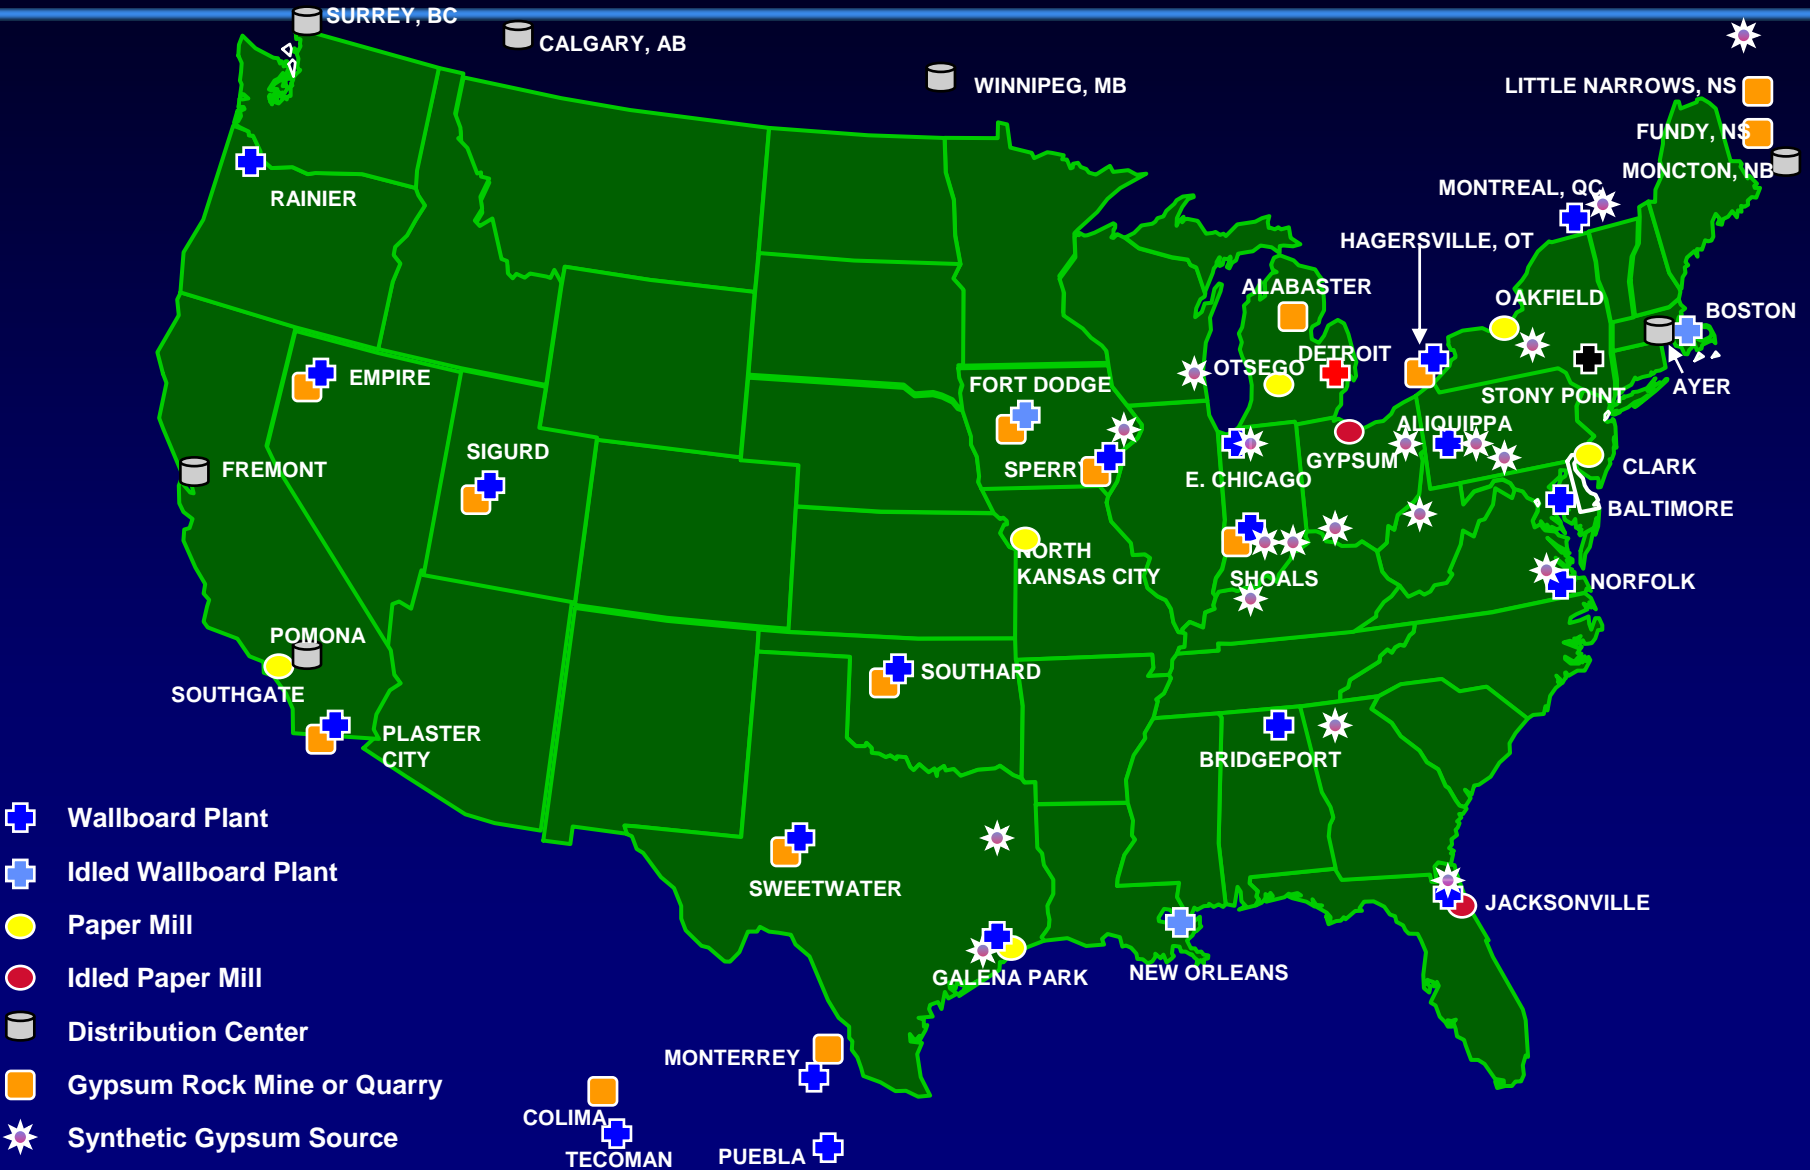 SURREY, BC
CALGARY, AB
WINNIPEG, MB
LITTLE NARROWS, NS
FUNDY, NS
MONCTON, NB
MONTREAL, QC
RAINIER
HAGERSVILLE, OT
ALABASTER
OAKFIELD
BOSTON
DETROIT
OTSEGO
EMPIRE
FORT DODGE
STONY POINT
AYER
ALIQUIPPA
SIGURD
FREMONT
SPERRY
E. CHICAGO
GYPSUM
CLARK
BALTIMORE
NORTH
KANSAS CITY
SHOALS
NORFOLK
POMONA
SOUTHGATE
SOUTHARD
PLASTER
CITY
BRIDGEPORT
Wallboard Plant
Idled Wallboard Plant
SWEETWATER
JACKSONVILLE
Paper Mill
Idled Paper Mill
GALENA PARK
NEW ORLEANS
Distribution Center
MONTERREY
Gypsum Rock Mine or Quarry
COLIMA
Synthetic Gypsum Source
TECOMAN
PUEBLA